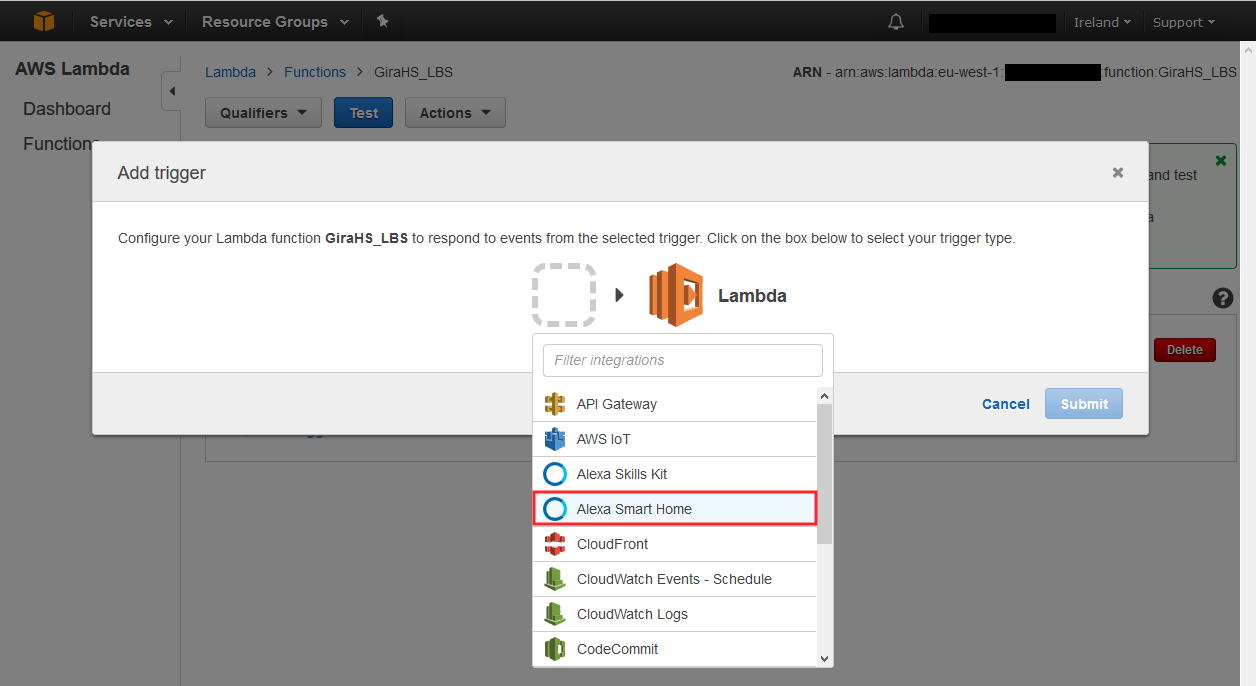 Services Resource Groups Ireland Support
AWS Lambda
Dashboard
Functions
Lambda > Functions > GiraHS_LBS
ARN - arn:aws:lambda:eu-west-1: :function:GiraHS_LBS
Qualifiers Test Actions
and test
Add trigger
Configure your Lambda function GiraHS_LBS to respond to events from the selected trigger. Click on the box below to select your trigger type.
Lambda
Delete
Filter integrations
API Gateway
AWS IoT
Alexa Skills Kit
Alexa Smart Home
CloudFront
CloudWatch Events - Schedule
CloudWatch Logs
CodeCommit
Cancel Submit